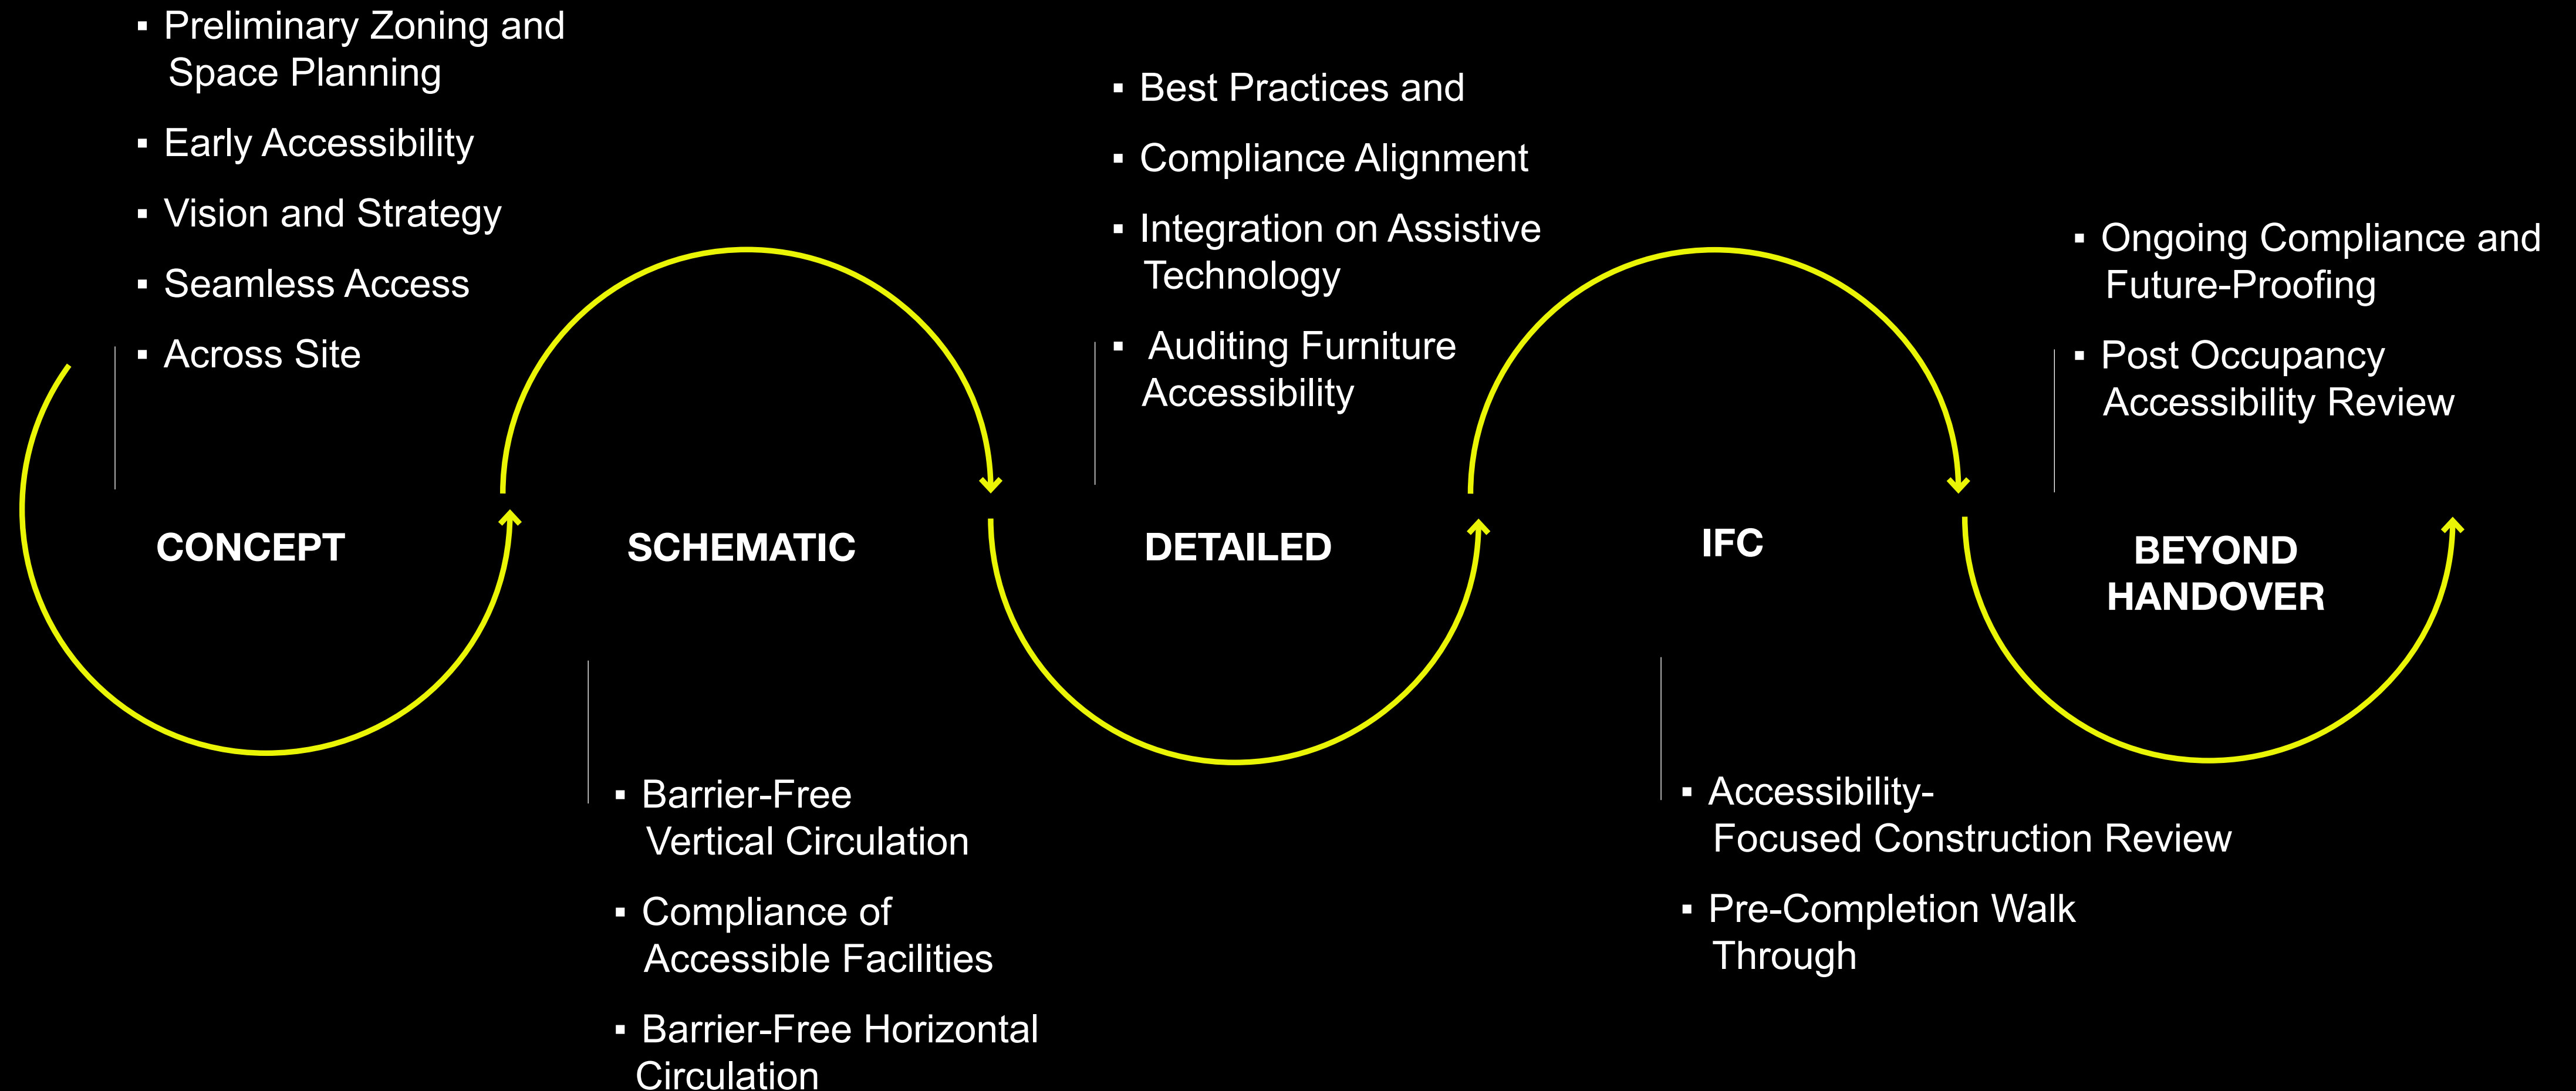 ▪ Preliminary Zoning and
Space Planning
▪ Early Accessibility
▪ Vision and Strategy
▪ Seamless Access
▪ Across Site
CONCEPT
SCHEMATIC
▪ Barrier-Free
Vertical Circulation
▪ Compliance of
Accessible Facilities
▪ Barrier-Free Horizontal
Circulation
▪ Best Practices and
▪ Compliance Alignment
▪ Integration on Assistive
Technology
▪ Auditing Furniture
Accessibility
DETAILED
IFC
▪ Accessibility-
Focused Construction Review
▪ Pre-Completion Walk
Through
▪ Ongoing Compliance and
Future-Proofing
▪ Post Occupancy
Accessibility Review
BEYOND
HANDOVER